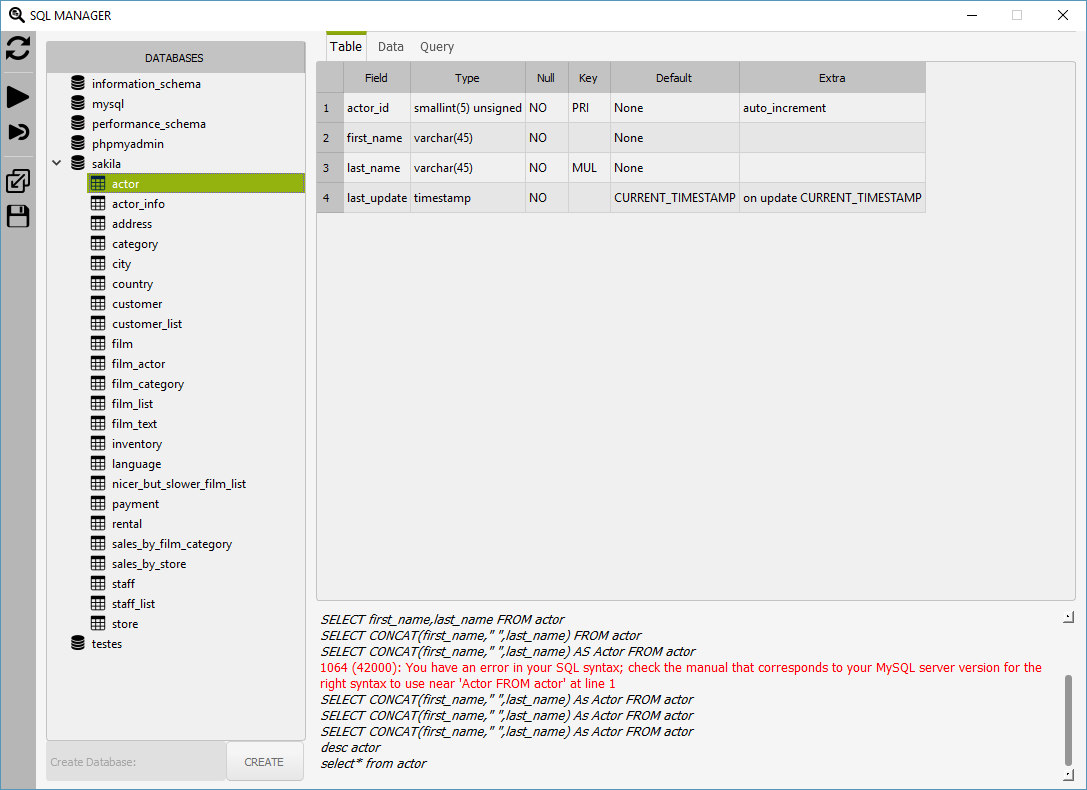 SQL MANAGER
DATABASES
information_schema
mysql
performance_schema
phpmyadmin
sakila
actor
actor_info
address
category
city
country
customer
customer_list
film
film_actor
film_category
film_list
film_text
inventory
language
nicer_but_slower_film_list
payment
rental
sales_by_film_category
sales_by_store
staff
staff_list
store
testes
Create Database: CREATE
Table Data Query
Field Type Null Key Default Extra
1 actor_id smallint(5) unsigned NO PRI None auto_increment
2 first_name varchar(45) NO None
3 last_name varchar(45) NO MUL None
4 last_update timestamp NO CURRENT_TIMESTAMP on update CURRENT_TIMESTAMP
SELECT first_name,last_name FROM actor
SELECT CONCAT(first_name," ",last_name) FROM actor
SELECT CONCAT(first_name," ",last_name) AS Actor FROM actor
1064 (42000): You have an error in your SQL syntax; check the manual that corresponds to your MySQL server version for the
right syntax to use near 'Actor FROM actor' at line 1
SELECT CONCAT(first_name," ",last_name) As Actor FROM actor
SELECT CONCAT(first_name," ",last_name) As Actor FROM actor
SELECT CONCAT(first_name," ",last_name) As Actor FROM actor
desc actor
select* from actor